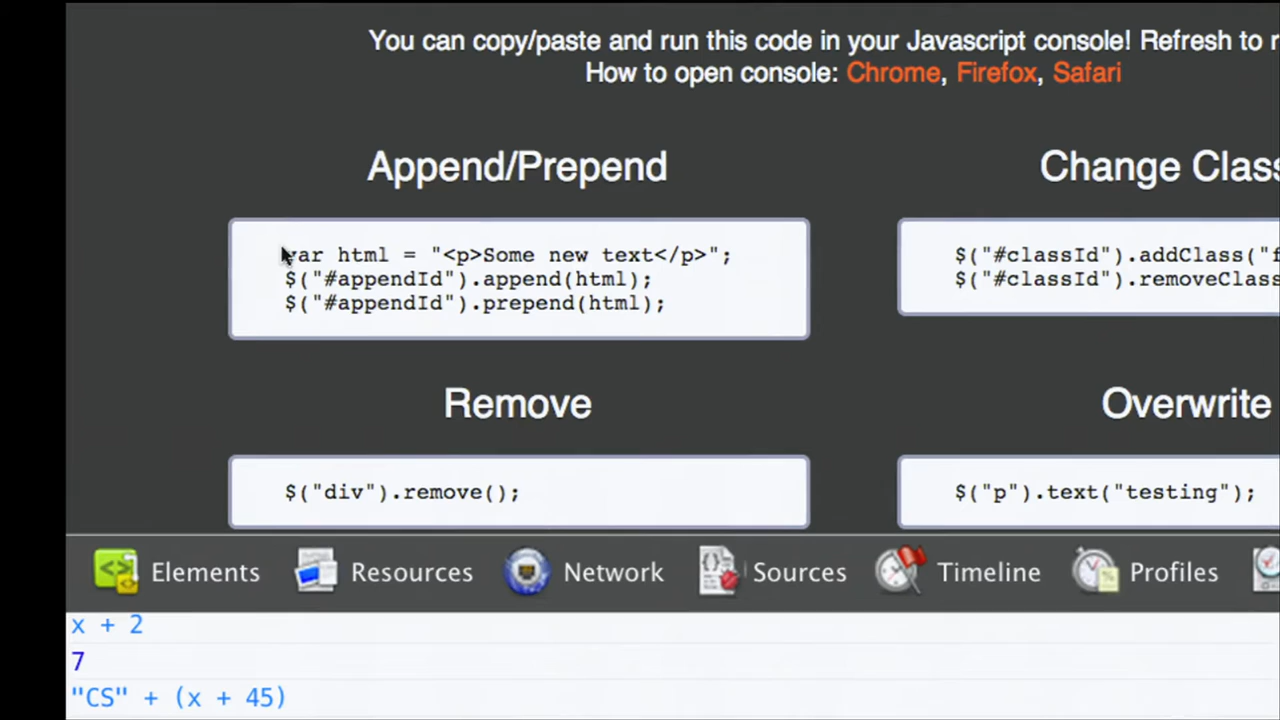 You can copy/paste and run this code in your Javascript console! Refresh to
How to open console: Chrome, Firefox, Safari
Append/Prepend
var html = "<p>Some new text</p>";
$("#appendId").append(html);
$("#appendId").prepend(html);
Change Class
$("#classId").addClass("
$("#classId").removeClass
Remove
$("div").remove();
Overwrite
$("p").text("testing");
Elements Resources Network Sources Timeline Profiles
x + 2
7
"CS" + (x + 45)